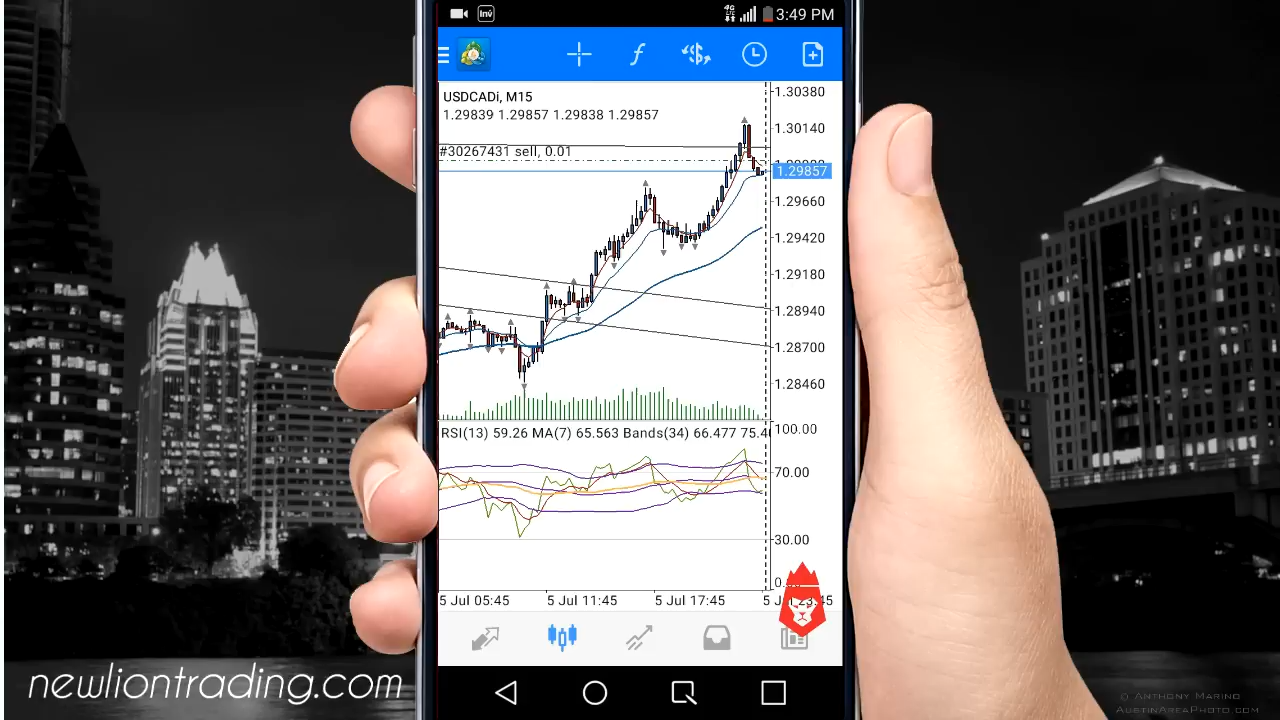 Inv
4G
LTE
3:49 PM
USDCADi, M15
1.29839 1.29857 1.29838 1.29857
#30267431 sell, 0.01
1.30380
1.30140
1.29857
1.29660
1.29420
1.29180
1.28940
1.28700
1.28460
RSI(13) 59.26 MA(7) 65.563 Bands(34) 66.477 75.4
100.00
70.00
30.00
5 Jul 05:45
5 Jul 11:45
5 Jul 17:45
newliontrading.com
© Anthony Marino
AustinAreaPhoto.com